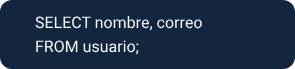 SELECT nombre, correo
FROM usuario;